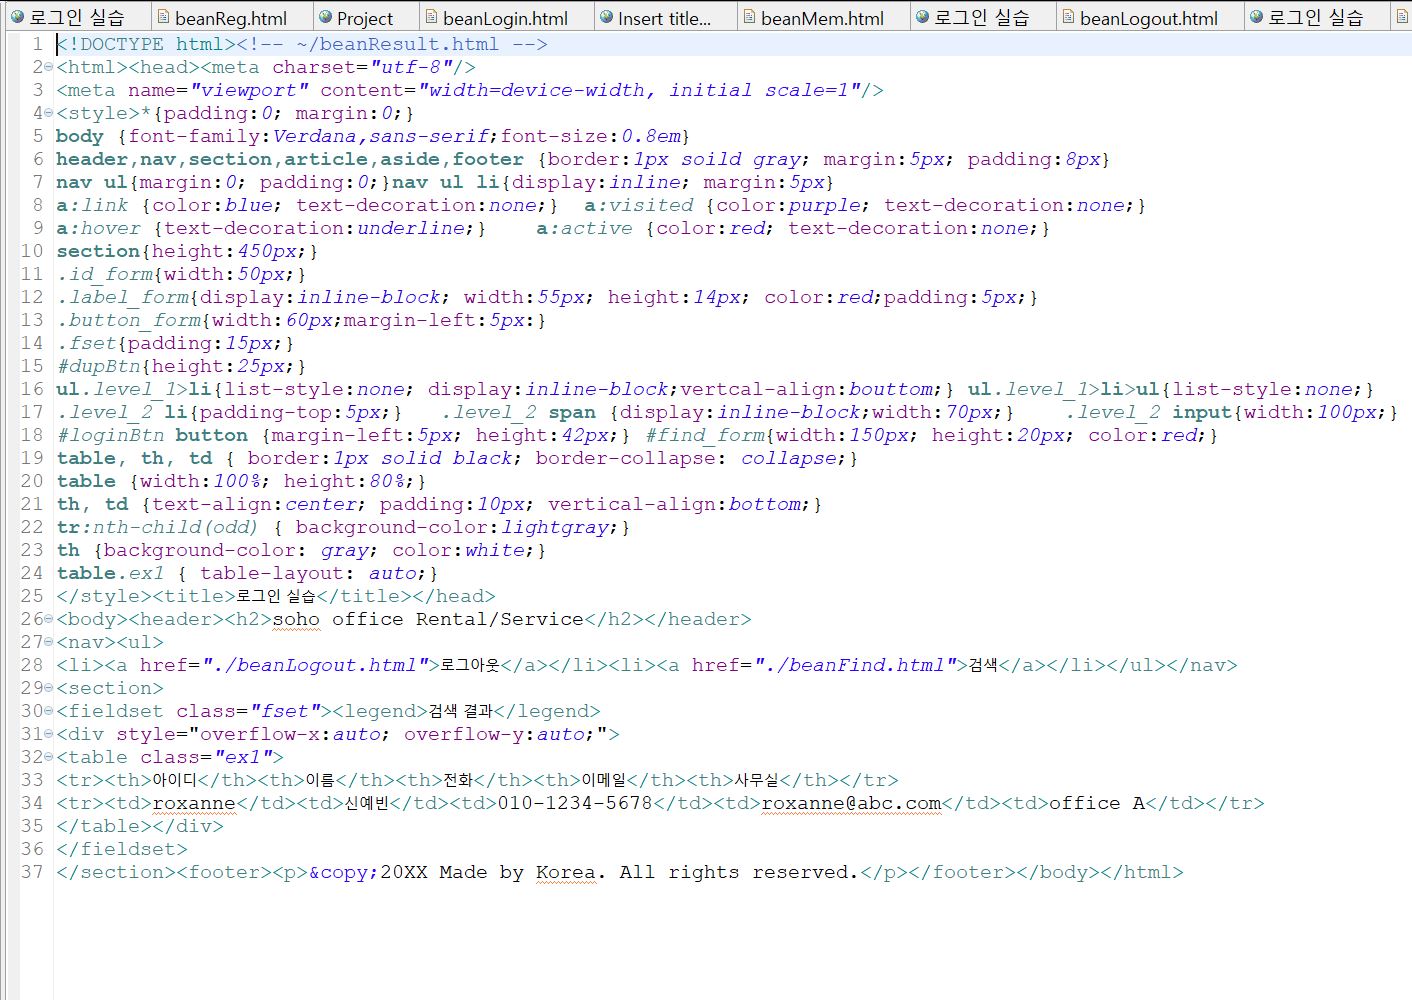 로그인 실습 beanReg.html Project beanLogin.html Insert title... beanMem.html 로그인 실습 beanLogout.html 로그인 실습
1 <!DOCTYPE html><!-- ~/beanResult.html -->
2 <html><head><meta charset="utf-8"/>
3 <meta name="viewport" content="width=device-width, initial scale=1"/>
4 <style>*{padding:0; margin:0;}
5 body {font-family:Verdana,sans-serif;font-size:0.8em}
6 header,nav,section,article,aside,footer {border:1px soild gray; margin:5px; padding:8px}
7 nav ul{margin:0; padding:0;}nav ul li{display:inline; margin:5px}
8 a:link {color:blue; text-decoration:none;}  a:visited {color:purple; text-decoration:none;}
9 a:hover {text-decoration:underline;}    a:active {color:red; text-decoration:none;}
10 section{height:450px;}
11 .id_form{width:50px;}
12 .label_form{display:inline-block; width:55px; height:14px; color:red;padding:5px;}
13 .button_form{width:60px;margin-left:5px:}
14 .fset{padding:15px;}
15 #dupBtn{height:25px;}
16 ul.level_1>li{list-style:none; display:inline-block;vertcal-align:bouttom;} ul.level_1>li>ul{list-style:none;}
17 .level_2 li{padding-top:5px;}   .level_2 span {display:inline-block;width:70px;}    .level_2 input{width:100px;}
18 #loginBtn button {margin-left:5px; height:42px;} #find_form{width:150px; height:20px; color:red;}
19 table, th, td { border:1px solid black; border-collapse: collapse;}
20 table {width:100%; height:80%;}
21 th, td {text-align:center; padding:10px; vertical-align:bottom;}
22 tr:nth-child(odd) { background-color:lightgray;}
23 th {background-color: gray; color:white;}
24 table.ex1 { table-layout: auto;}
25 </style><title>로그인 실습</title></head>
26 <body><header><h2>soho office Rental/Service</h2></header>
27 <nav><ul>
28 <li><a href="./beanLogout.html">로그아웃</a></li><li><a href="./beanFind.html">검색</a></li></ul></nav>
29 <section>
30 <fieldset class="fset"><legend>검색 결과</legend>
31 <div style="overflow-x:auto; overflow-y:auto;">
32 <table class="ex1">
33 <tr><th>아이디</th><th>이름</th><th>전화</th><th>이메일</th><th>사무실</th></tr>
34 <tr><td>roxanne</td><td>신예빈</td><td>010-1234-5678</td><td>roxanne@abc.com</td><td>office A</td></tr>
35 </table></div>
36 </fieldset>
37 </section><footer><p>&copy;20XX Made by Korea. All rights reserved.</p></footer></body></html>